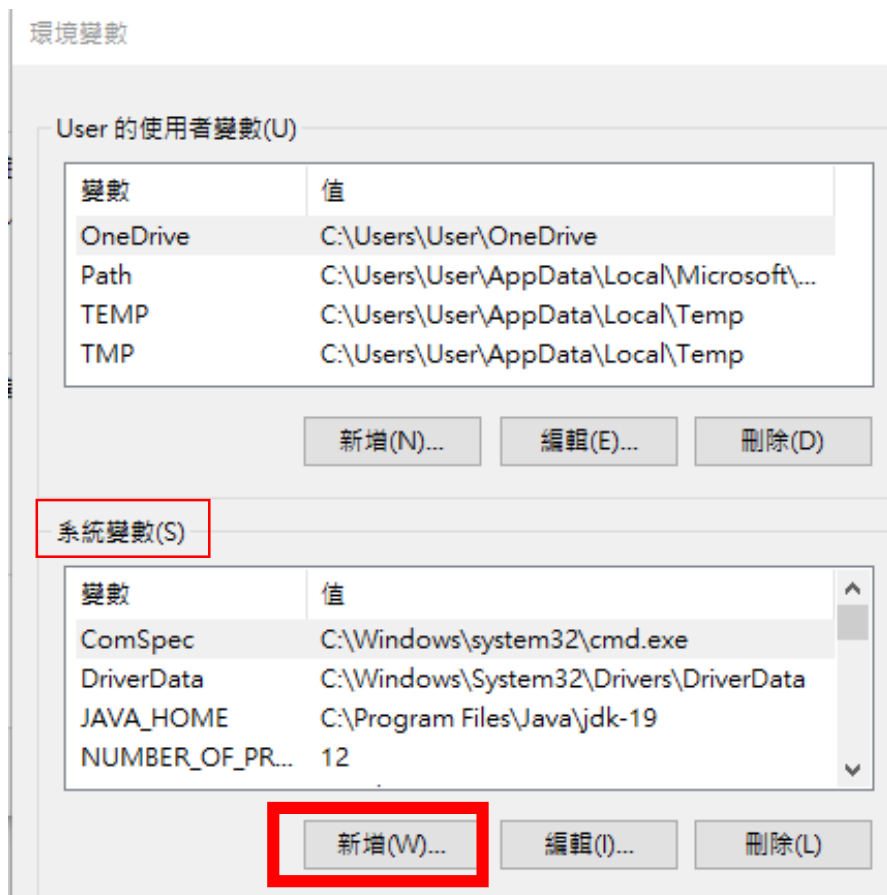 環境變數
User 的使用者變數(U)
變數 值
OneDrive C:\Users\User\OneDrive
Path C:\Users\User\AppData\Local\Microsoft\...
TEMP C:\Users\User\AppData\Local\Temp
TMP C:\Users\User\AppData\Local\Temp
新增(N)... 編輯(E)... 刪除(D)
系統變數(S)
變數 值
ComSpec C:\Windows\system32\cmd.exe
DriverData C:\Windows\System32\Drivers\DriverData
JAVA_HOME C:\Program Files\Java\jdk-19
NUMBER_OF_PR... 12
新增(W)... 編輯(I)... 刪除(L)